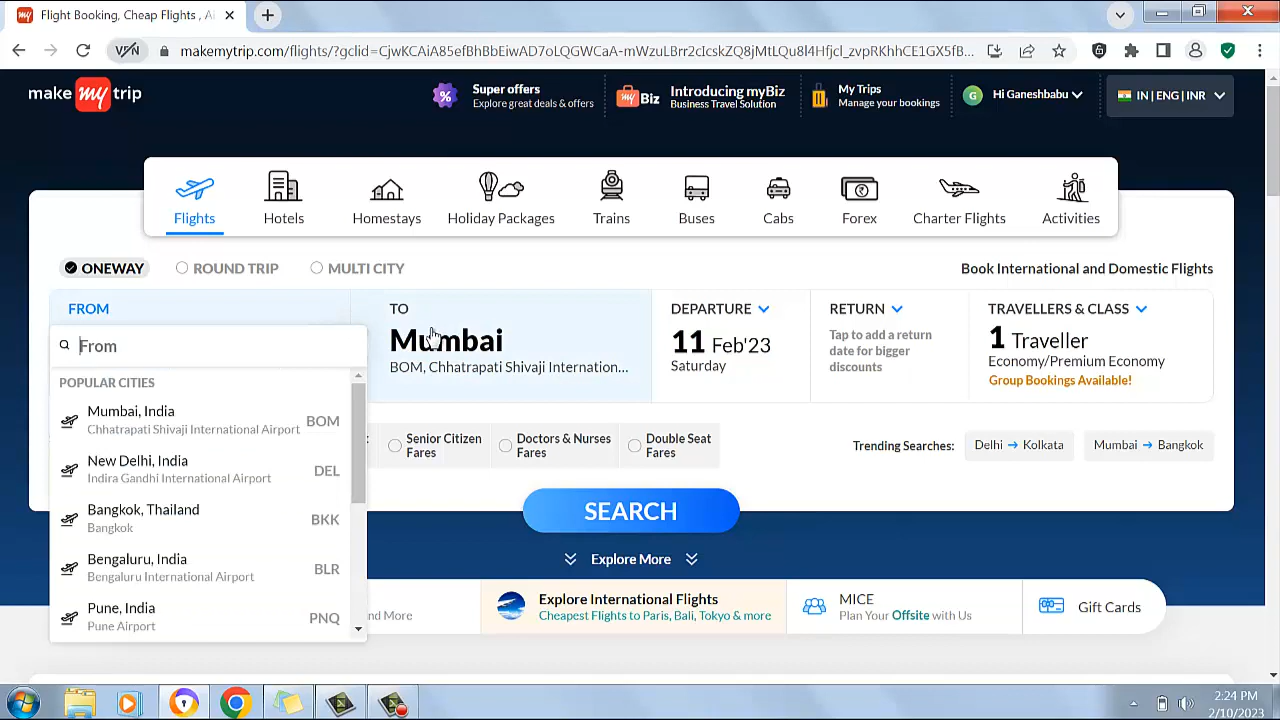 Flight Booking, Cheap Flights , Ai
VPN
makemytrip.com/flights/?gclid=CjwKCAiA85efBhBbEiwAD7oLQGWCaA-mWzuLBrr2cIcskZQ8jMtLQu8l4Hfjcl_zvpRKhhCE1GX5fB...
make my trip
% Super offers
Explore great deals & offers
my Biz Introducing myBiz
Business Travel Solution
My Trips
Manage your bookings
G Hi Ganeshbabu
IN | ENG | INR
Flights
Hotels
Homestays
Holiday Packages
Trains
Buses
Cabs
Forex
Charter Flights
Activities
ONEWAY
ROUND TRIP
MULTI CITY
Book International and Domestic Flights
FROM
From
POPULAR CITIES
Mumbai, India
Chhatrapati Shivaji International Airport
BOM
New Delhi, India
Indira Gandhi International Airport
DEL
Bangkok, Thailand
Bangkok
BKK
Bengaluru, India
Bengaluru International Airport
BLR
Pune, India
Pune Airport
PNQ
TO
Mumbai
BOM, Chhatrapati Shivaji Internation...
DEPARTURE
11 Feb'23
Saturday
RETURN
Tap to add a return
date for bigger
discounts
TRAVELLERS & CLASS
1 Traveller
Economy/Premium Economy
Group Bookings Available!
Senior Citizen
Fares
Doctors & Nurses
Fares
Double Seat
Fares
Trending Searches:
Delhi → Kolkata
Mumbai → Bangkok
SEARCH
Explore More
nd More
Explore International Flights
Cheapest Flights to Paris, Bali, Tokyo & more
MICE
Plan Your Offsite with Us
Gift Cards
2:24 PM
2/10/2023